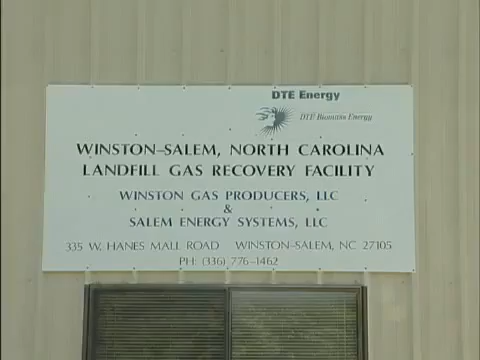 DTE Energy
DTE Biomass Energy
WINSTON-SALEM, NORTH CAROLINA
LANDFILL GAS RECOVERY FACILITY
WINSTON GAS PRODUCERS, LLC
&
SALEM ENERGY SYSTEMS, LLC
335 W. HANES MALL ROAD WINSTON-SALEM, NC 27105
PH: (336) 776-1462